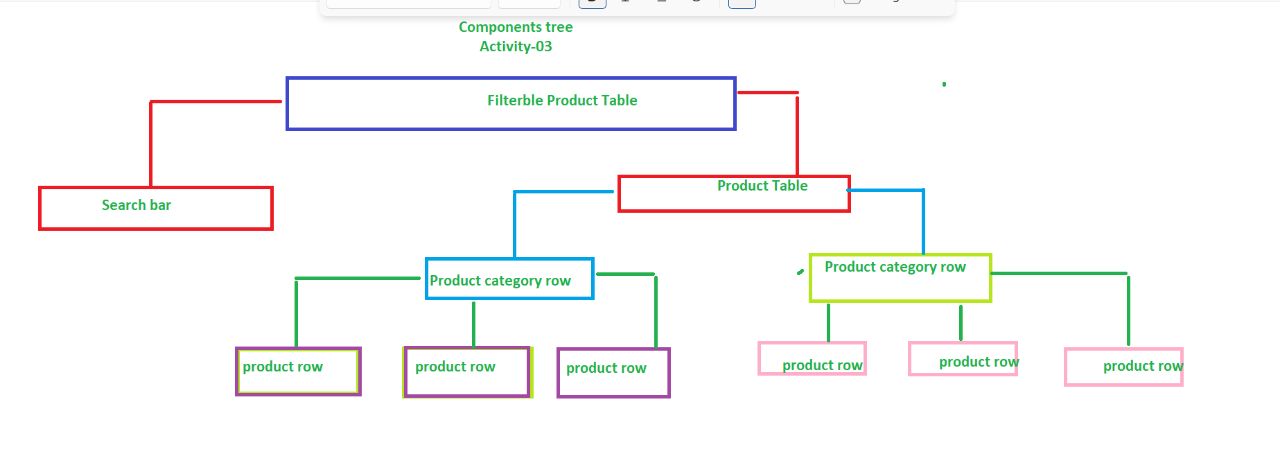 Components tree
Activity-03
Filterble Product Table
Product Table
Search bar
Product category row
Product category row
product row
product row
product row
product row
product row
product row